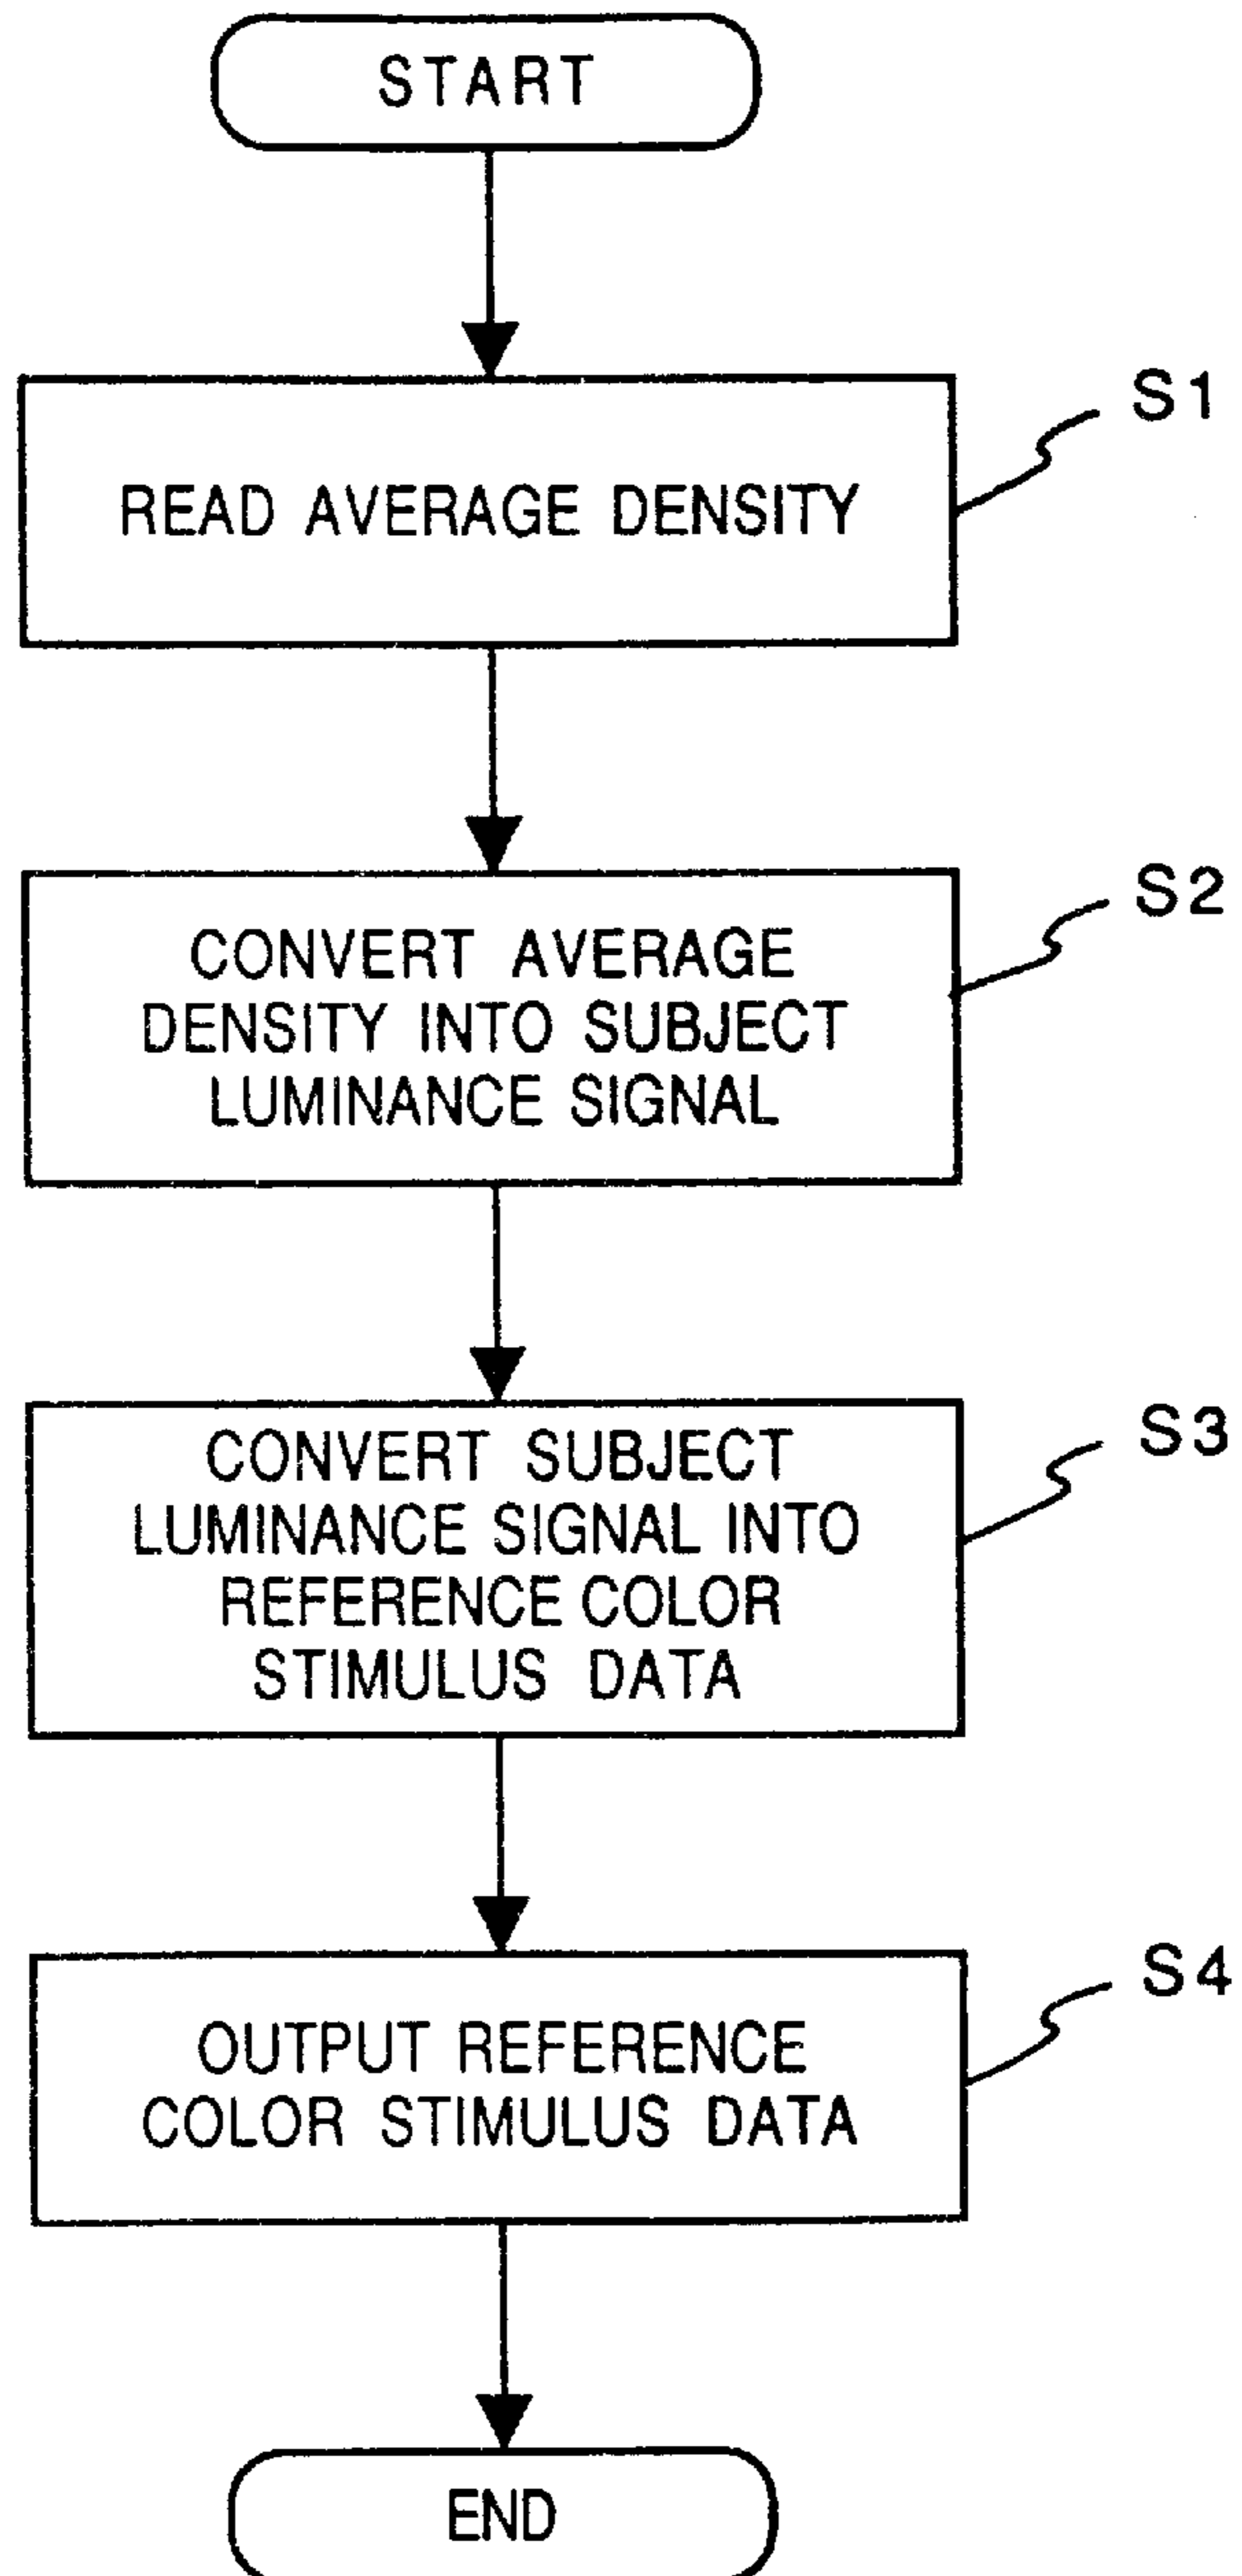 START
READ AVERAGE DENSITY
S1
CONVERT AVERAGE
DENSITY INTO SUBJECT
LUMINANCE SIGNAL
S2
CONVERT SUBJECT
LUMINANCE SIGNAL INTO
REFERENCE COLOR
STIMULUS DATA
S3
OUTPUT REFERENCE
COLOR STIMULUS DATA
S4
END